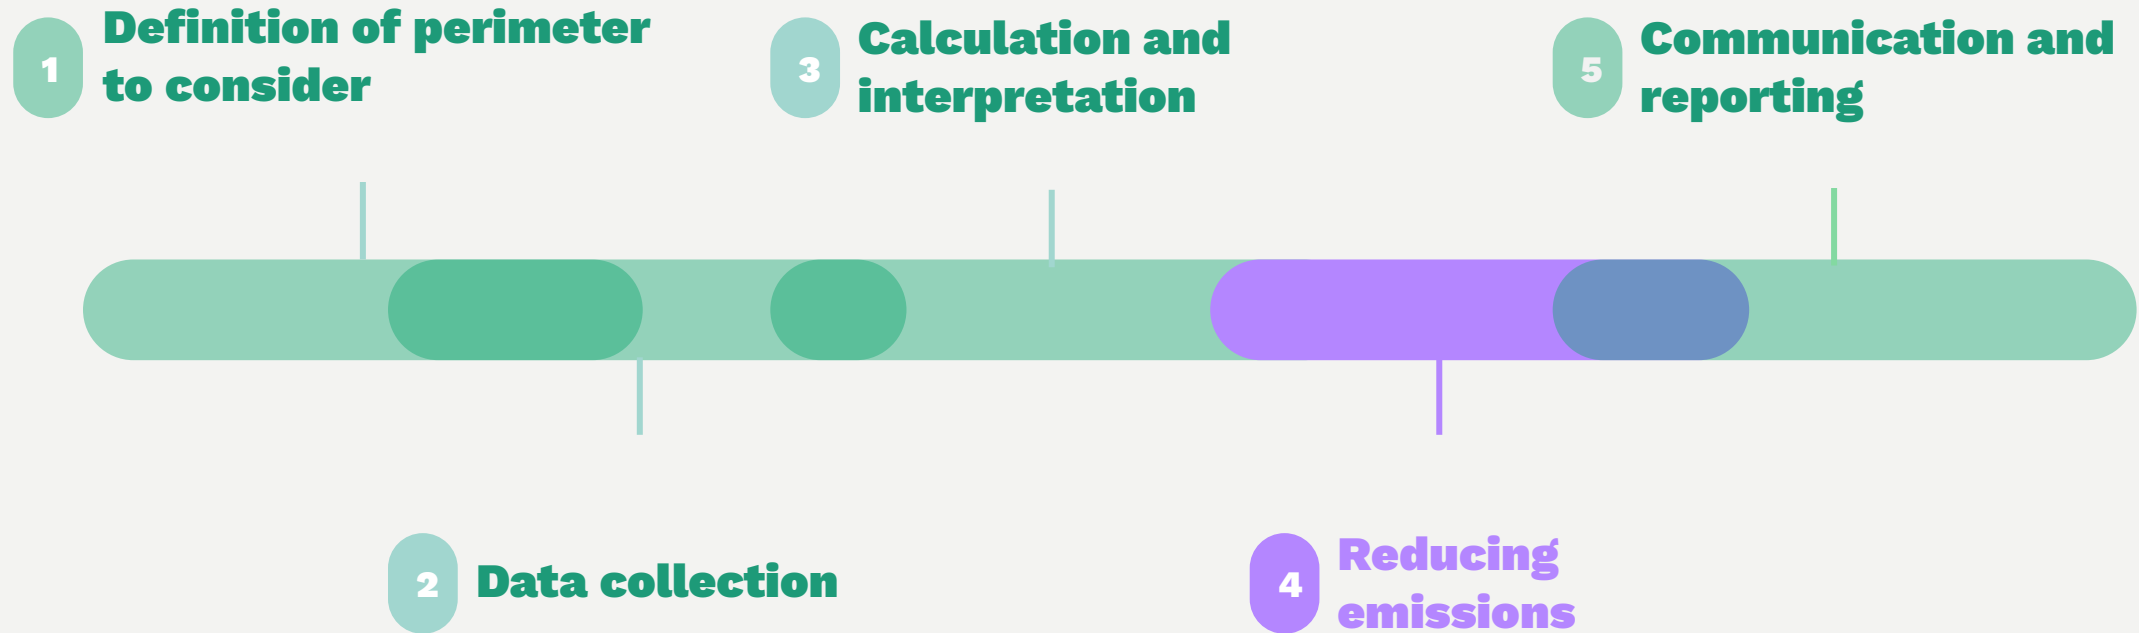 1
Definition of perimeter
to consider
3
Calculation and
interpretation
5
Communication and
reporting
2
Data collection
4
Reducing
emissions